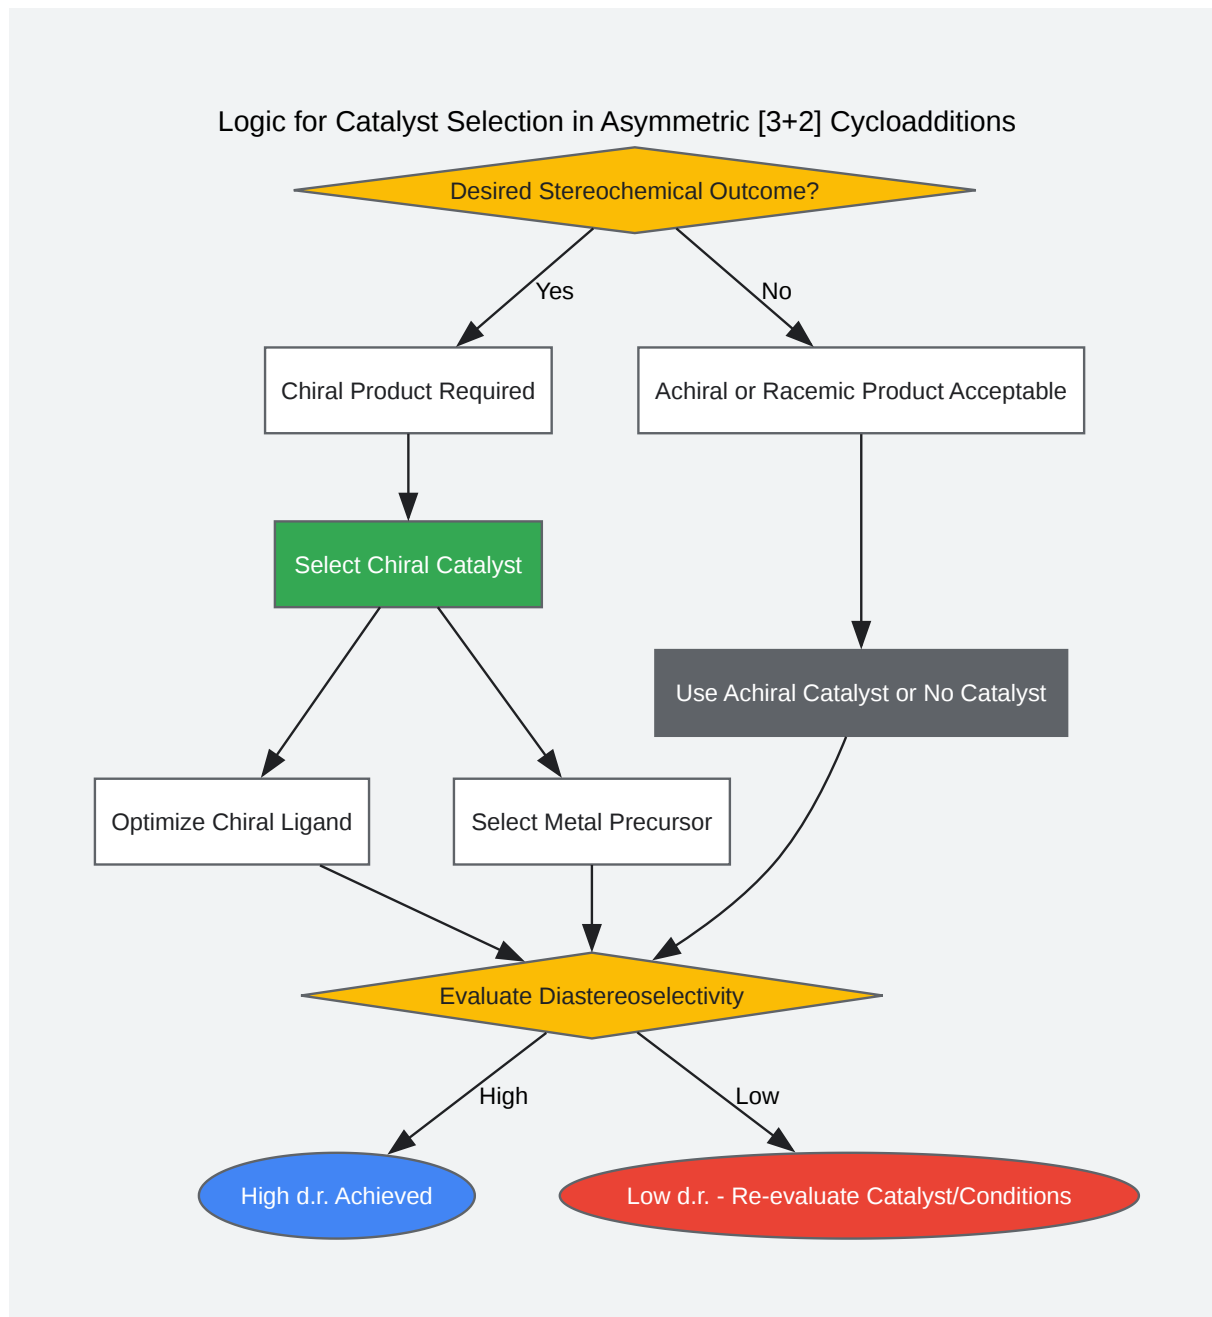 Logic for Catalyst Selection in Asymmetric [3+2] Cycloadditions
Desired Stereochemical Outcome?
Yes
No
Chiral Product Required
Achiral or Racemic Product Acceptable
Select Chiral Catalyst
Use Achiral Catalyst or No Catalyst
Optimize Chiral Ligand
Select Metal Precursor
Evaluate Diastereoselectivity
High
Low
High d.r. Achieved
Low d.r. - Re-evaluate Catalyst/Conditions